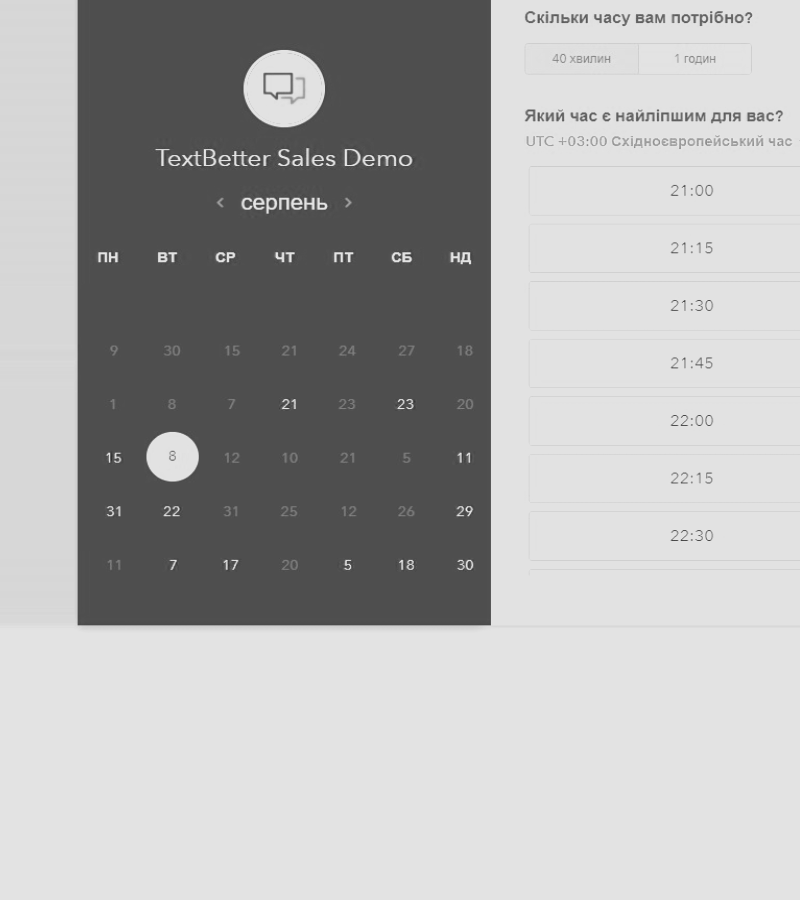 TextBetter Sales Demo
серпень
ПН ВТ СР ЧТ ПТ СБ НД
9 30 15 21 24 27 18
1 8 7 21 23 23 20
15 8 12 10 21 5 11
31 22 31 25 12 26 29
11 7 17 20 5 18 30
Скільки часу вам потрібно?
40 хвилин 1 годин
Який час є найліпшим для вас?
UTC +03:00 Східноєвропейський час
21:00
21:15
21:30
21:45
22:00
22:15
22:30